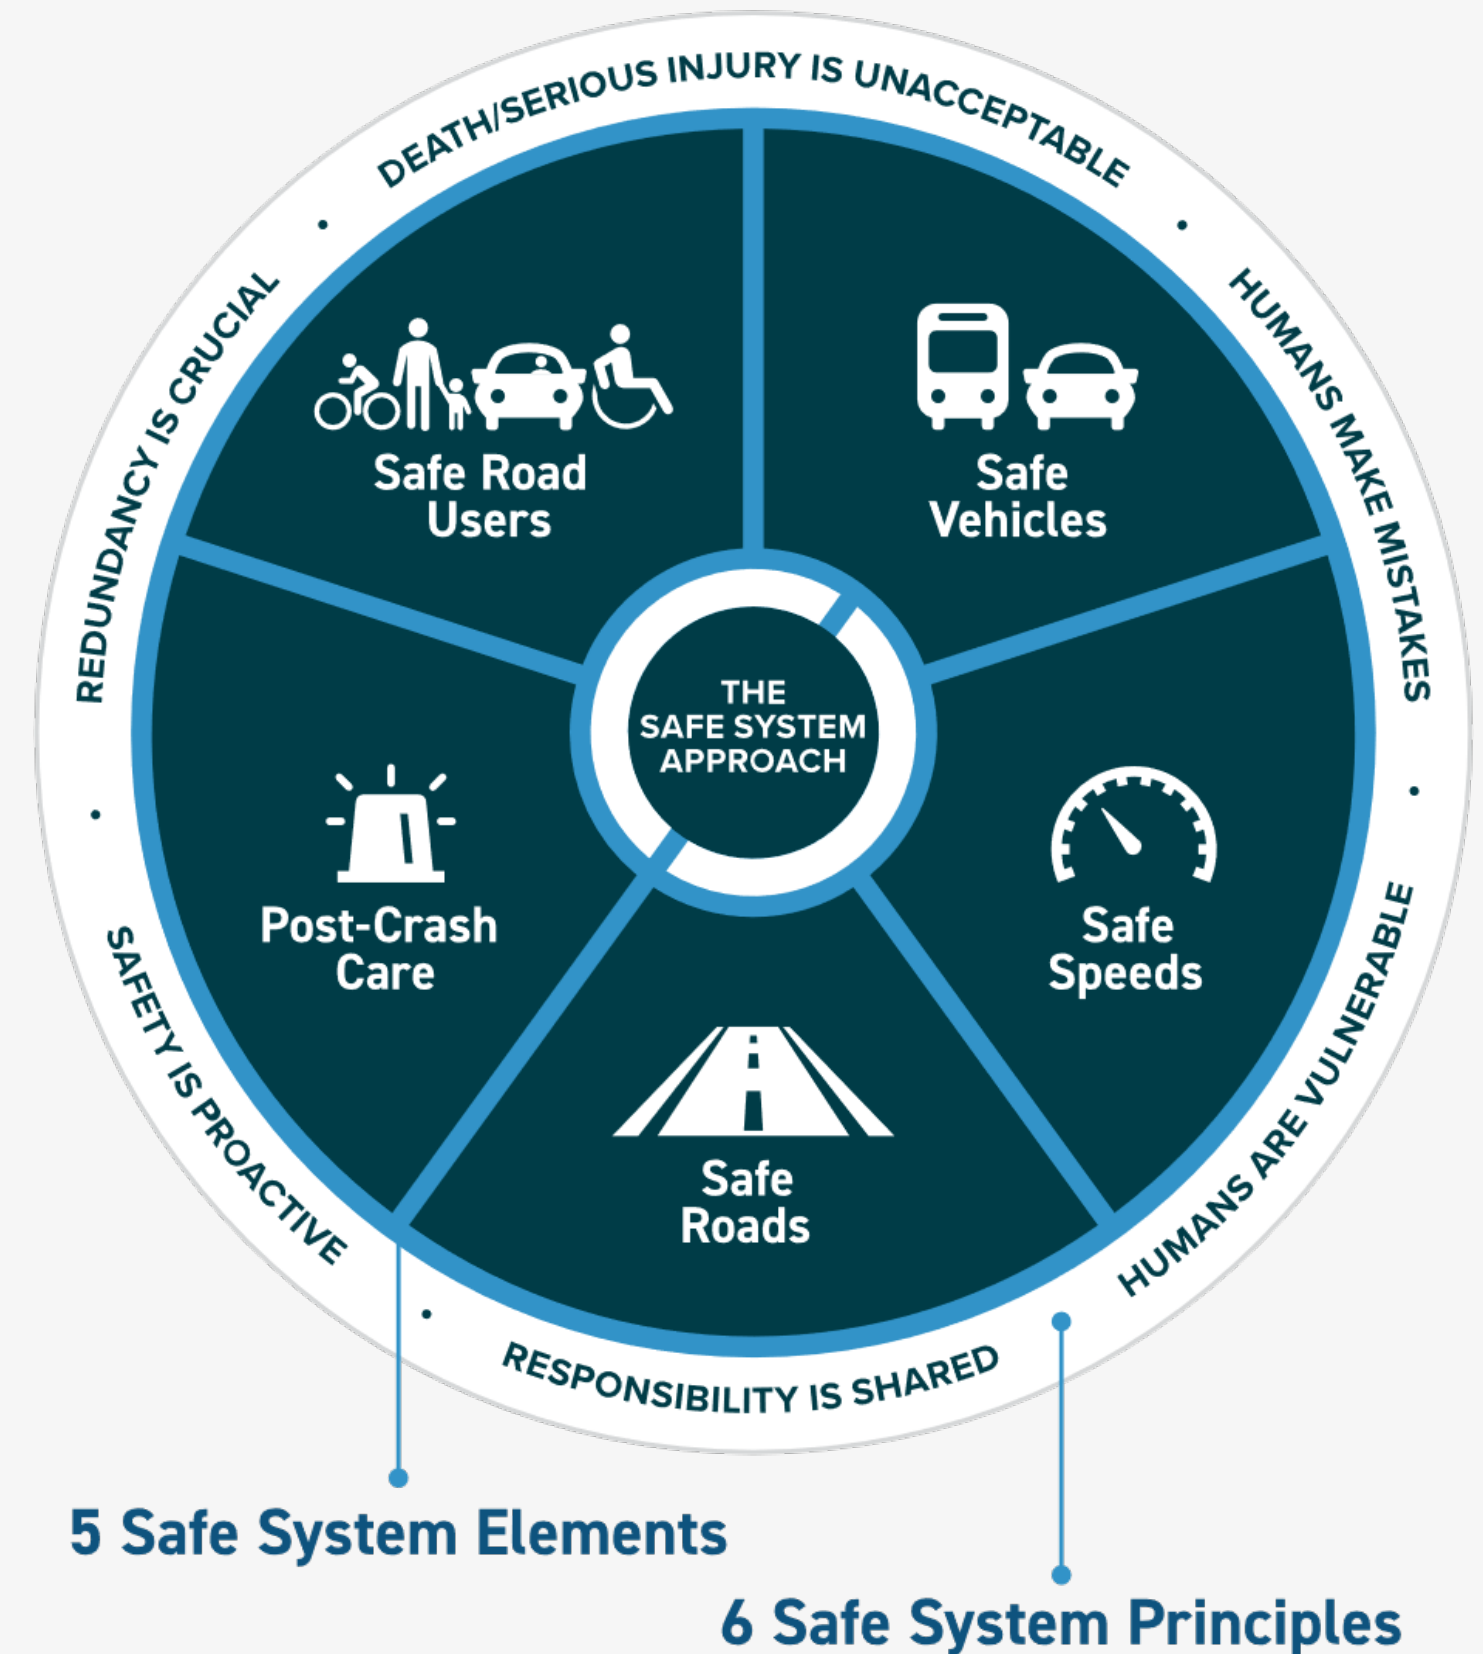 DEATH/SERIOUS INJURY IS UNACCEPTABLE
•
HUMANS MAKE MISTAKES
•
HUMANS ARE VULNERABLE
RESPONSIBILITY IS SHARED
•
SAFETY IS PROACTIVE
•
REDUNDANCY IS CRUCIAL
•
Safe Road
Users
Safe
Vehicles
THE
SAFE SYSTEM
APPROACH
Post-Crash
Care
Safe
Speeds
Safe
Roads
5 Safe System Elements
6 Safe System Principles